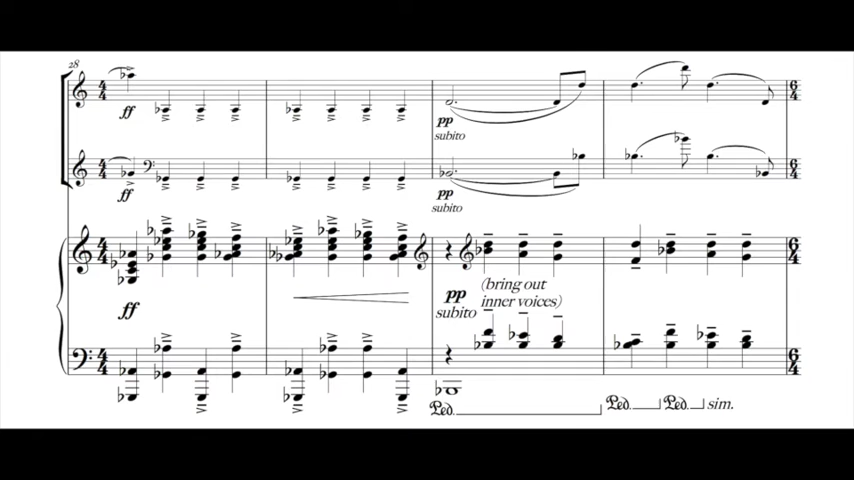 28
ff
pp
subito
ff
pp
subito
(bring out
inner voices)
ff
pp
subito
Ped.
Ped.
Ped.
sim.